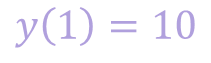 y(1) = 10